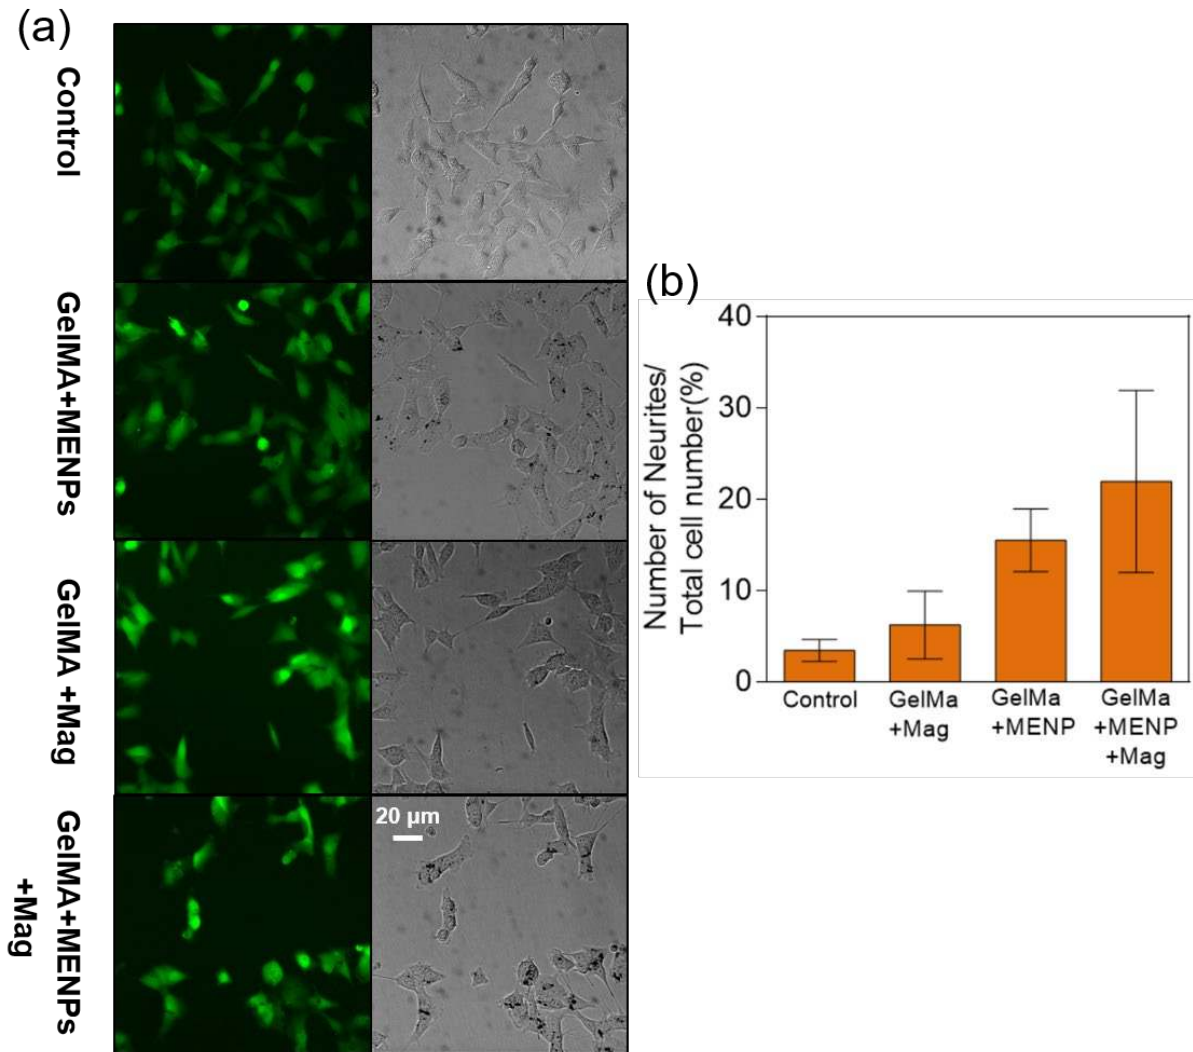 (a)
Control
GelMA+MENPs
GelMA +Mag
GelMA+MENPs
+Mag
20 µm
(b)
Number of Neurites/
Total cell number(%)
40
30
20
10
0
Control
GelMa
+Mag
GelMa
+MENP
GelMa
+MENP
+Mag